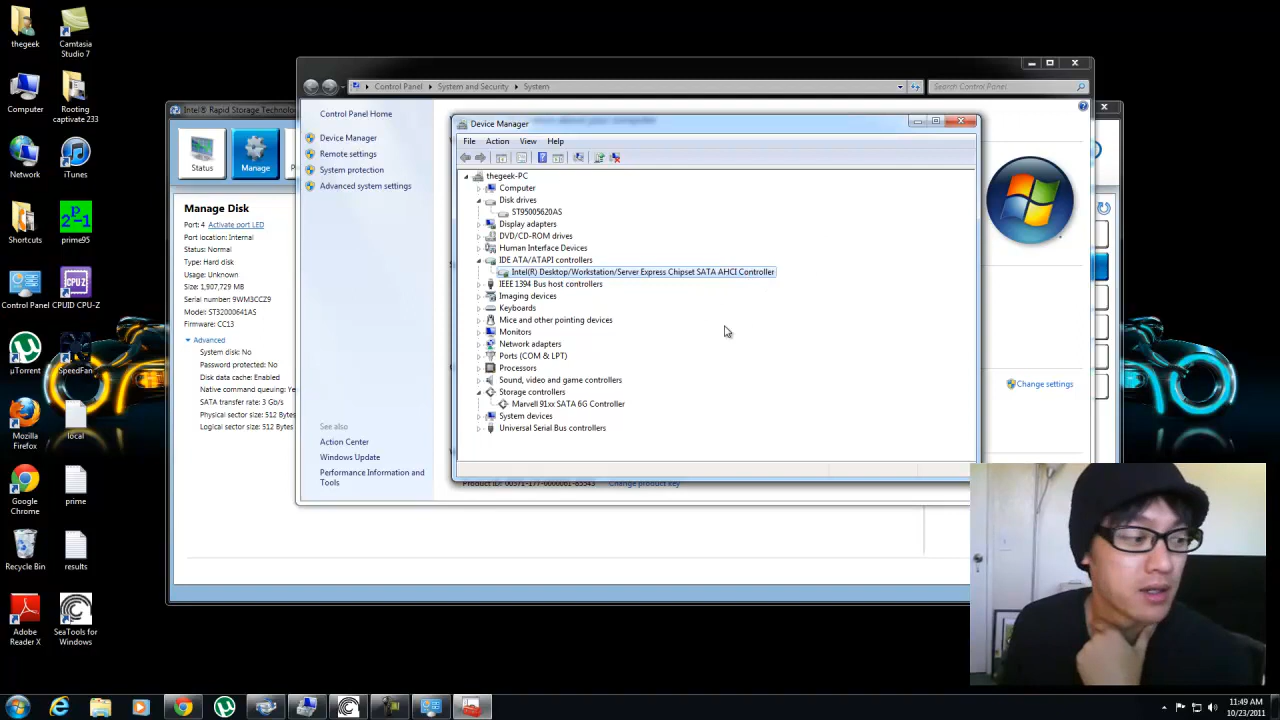 thegeek
Camtasia
Studio 7
Computer
Rooting
captivate 233
Network
iTunes
Shortcuts
prime95
Control Panel
CPUID CPU-Z
µTorrent
SpeedFan
Mozilla
Firefox
local
Google
Chrome
prime
Recycle Bin
results
Adobe
Reader X
SeaTools for
Windows
Intel® Rapid Storage Technolo
Status
Manage
Manage Disk
Port: 4 Activate port LED
Port location: Internal
Status: Normal
Type: Hard disk
Usage: Unknown
Size: 1,907,729 MB
Serial number: 9WM3CCZ9
Model: ST32000641AS
Firmware: CC13
Advanced
System disk: No
Password protected: No
Disk data cache: Enabled
Native command queuing: Ye
SATA transfer rate: 3 Gb/s
Physical sector size: 512 Bytes
Logical sector size: 512 Bytes
Control Panel
System and Security
System
Search Control Panel
Control Panel Home
Device Manager
Remote settings
System protection
Advanced system settings
See also
Action Center
Windows Update
Performance Information and
Tools
Change settings
Change product key
Device Manager
File Action View Help
thegeek-PC
Computer
Disk drives
ST95005620AS
Display adapters
DVD/CD-ROM drives
Human Interface Devices
IDE ATA/ATAPI controllers
Intel(R) Desktop/Workstation/Server Express Chipset SATA AHCI Controller
IEEE 1394 Bus host controllers
Imaging devices
Keyboards
Mice and other pointing devices
Monitors
Network adapters
Ports (COM & LPT)
Processors
Sound, video and game controllers
Storage controllers
Marvell 91xx SATA 6G Controller
System devices
Universal Serial Bus controllers
11:49 AM
10/23/2011